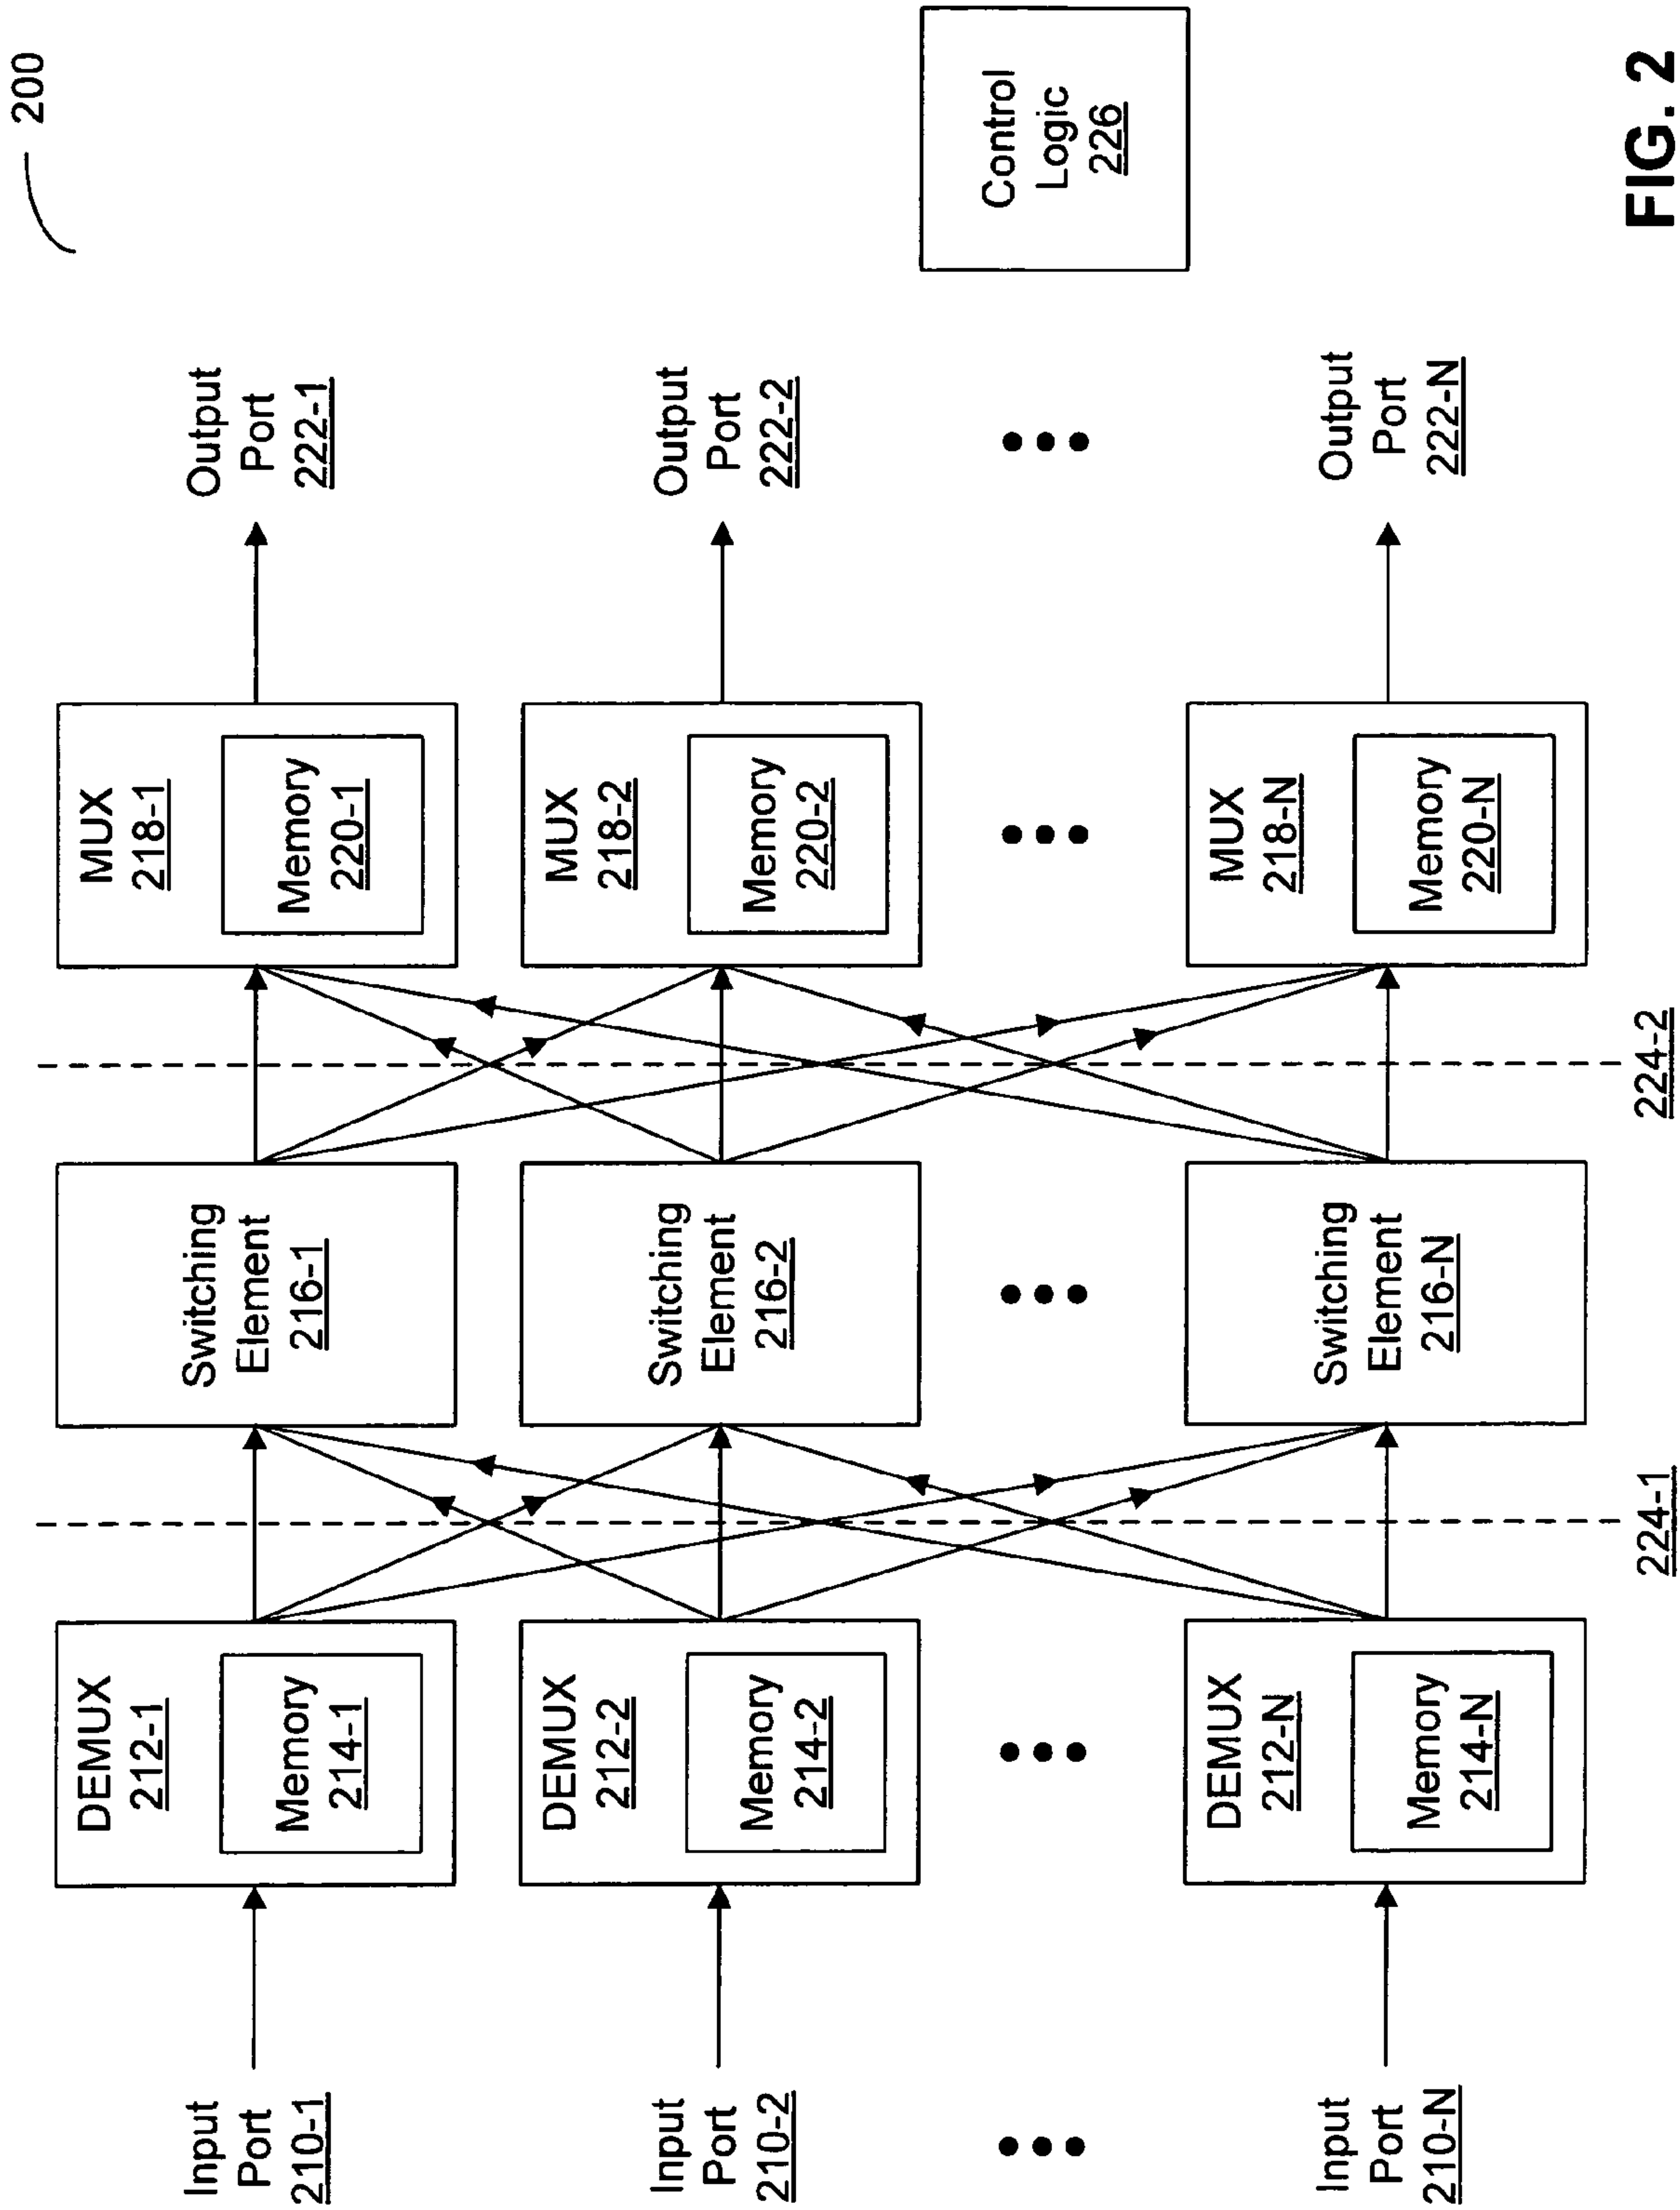 200
Input
Port
210-1
DEMUX
212-1
Memory
214-1
Switching
Element
216-1
MUX
218-1
Memory
220-1
Output
Port
222-1
Input
Port
210-2
DEMUX
212-2
Memory
214-2
Switching
Element
216-2
MUX
218-2
Memory
220-2
Output
Port
222-2
Input
Port
210-N
DEMUX
212-N
Memory
214-N
Switching
Element
216-N
MUX
218-N
Memory
220-N
Output
Port
222-N
Control
Logic
226
224-1
224-2
FIG. 2